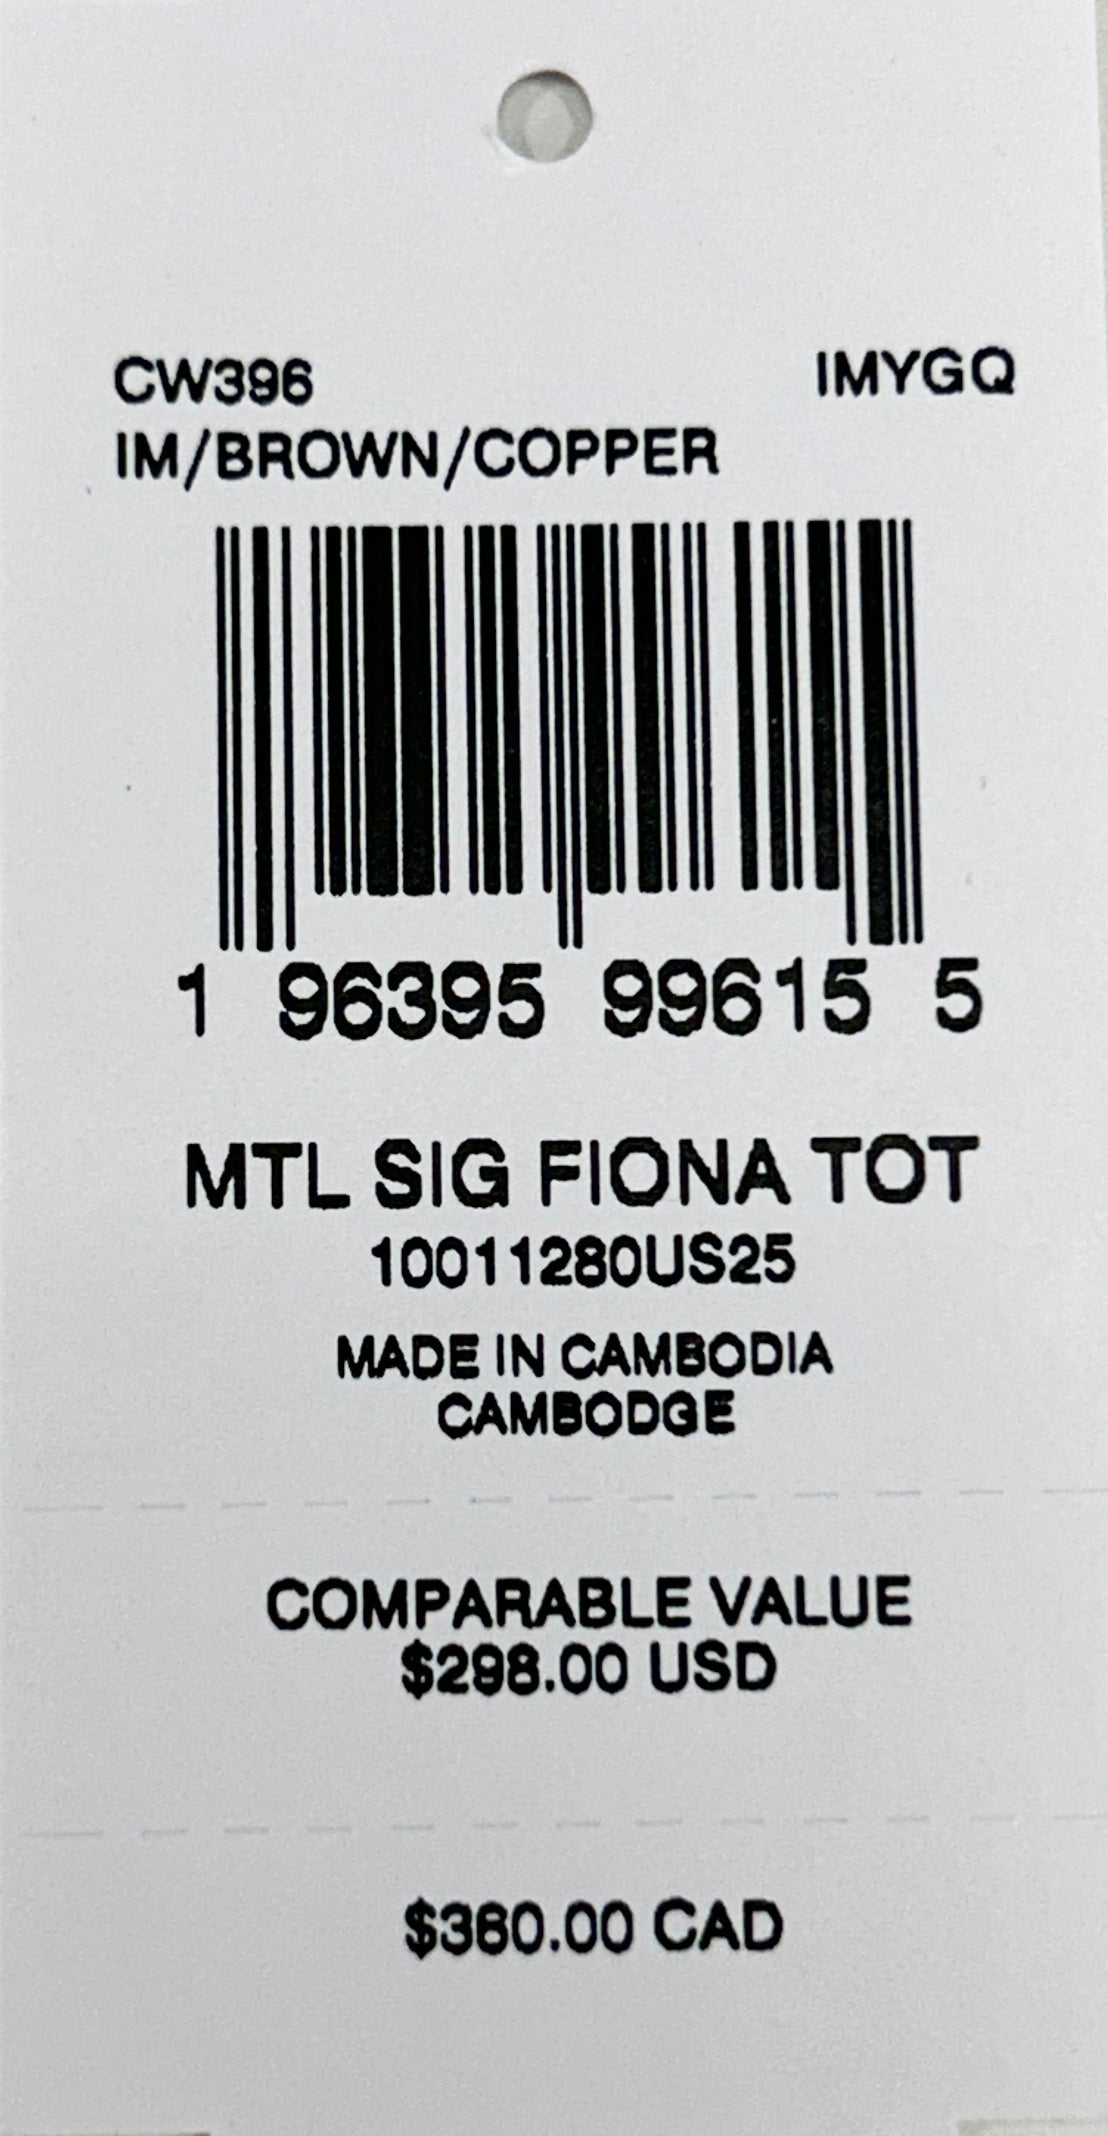 CW396 IMYGQ
IM/BROWN/COPPER
1 96395 99615 5
MTL SIG FIONA TOT
10011280US25
MADE IN CAMBODIA
CAMBODGE
COMPARABLE VALUE
$298.00 USD
$360.00 CAD